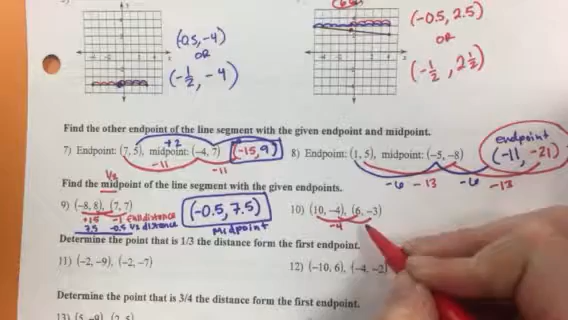 (0.5, -4)
OR
(-1/2, -4)
(-0.5, 2.5)
OR
(-1/2, 2 1/2)
Find the other endpoint of the line segment with the given endpoint and midpoint.
+2
7) Endpoint: (7, 5), midpoint: (-4, 7) (-15, 9)
-11 -11
endpoint
8) Endpoint: (1, 5), midpoint: (-5, -8) (-11, -21)
-6 -13 -6 -13
1/2
Find the midpoint of the line segment with the given endpoints.
9) (-8, 8), (7, 7) (-0.5, 7.5)
+15 -1 full distance MIDPOINT
7.5 -0.5 1/2 distance
10) (10, -4), (6, -3)
-4
Determine the point that is 1/3 the distance form the first endpoint.
11) (-2, -9), (-2, -7)
12) (-10, 6), (-4, -2)
Determine the point that is 3/4 the distance form the first endpoint.